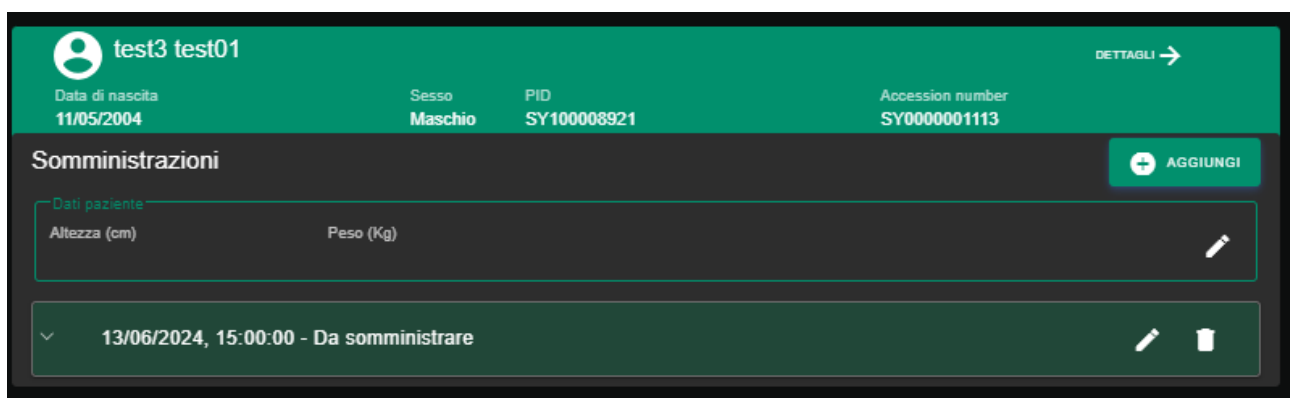 test3 test01
DETTAGLI
Data di nascita Sesso PID Accession number
11/05/2004 Maschio SY100008921 SY0000001113
Somministrazioni
AGGIUNGI
Dati paziente
Altezza (cm) Peso (Kg)
13/06/2024, 15:00:00 - Da somministrare